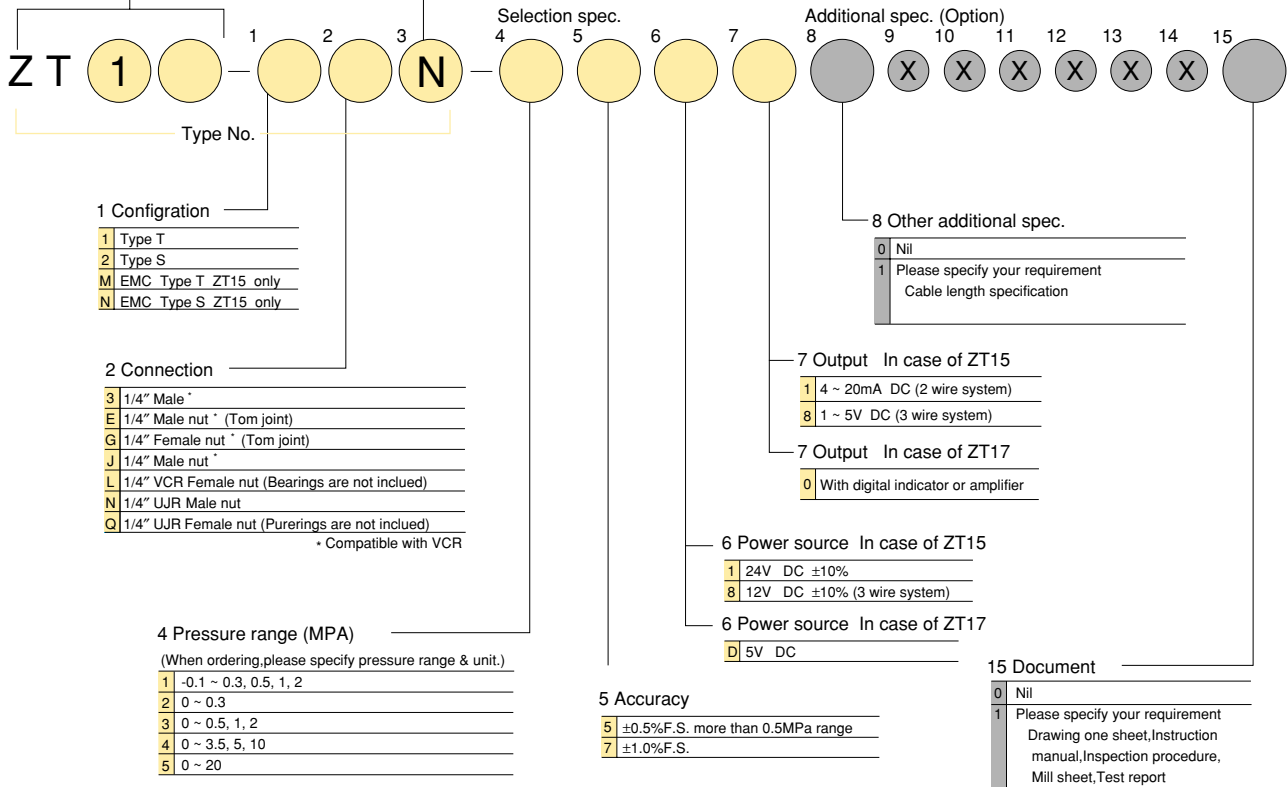 Selection spec.
Additional spec. (Option)
1 2 3 4 5 6 7 8 9 10 11 12 13 14 15
Z T 1 – N – X X X X X X
Type No.
1 Configration
1 Type T
2 Type S
M EMC Type T ZT15 only
N EMC Type S ZT15 only
2 Connection
3 1/4″ Male *
E 1/4″ Male nut * (Tom joint)
G 1/4″ Female nut * (Tom joint)
J 1/4″ Male nut *
L 1/4″ VCR Female nut (Bearings are not inclued)
N 1/4″ UJR Male nut
Q 1/4″ UJR Female nut (Purerings are not inclued)
* Compatible with VCR
4 Pressure range (MPA)
(When ordering,please specify pressure range & unit.)
1 -0.1 ~ 0.3, 0.5, 1, 2
2 0 ~ 0.3
3 0 ~ 0.5, 1, 2
4 0 ~ 3.5, 5, 10
5 0 ~ 20
5 Accuracy
5 ±0.5%F.S. more than 0.5MPa range
7 ±1.0%F.S.
6 Power source In case of ZT15
1 24V DC ±10%
8 12V DC ±10% (3 wire system)
6 Power source In case of ZT17
D 5V DC
7 Output In case of ZT15
1 4 ~ 20mA DC (2 wire system)
8 1 ~ 5V DC (3 wire system)
7 Output In case of ZT17
0 With digital indicator or amplifier
8 Other additional spec.
0 Nil
1 Please specify your requirement
Cable length specification
15 Document
0 Nil
1 Please specify your requirement
Drawing one sheet,Instruction
manual,Inspection procedure,
Mill sheet,Test report